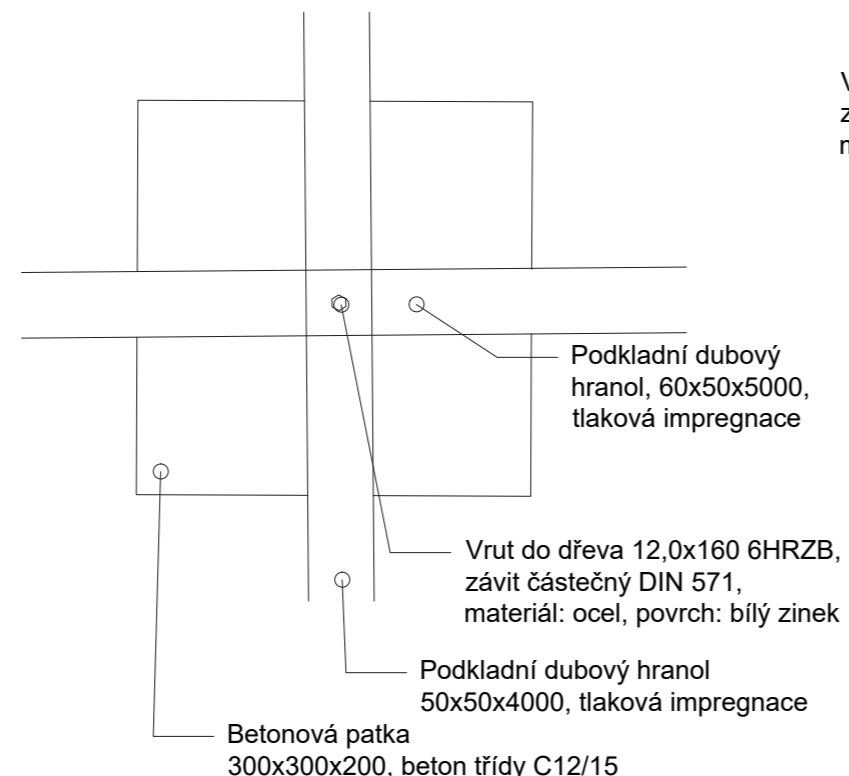 V
z
m
Podkladní dubový
hranol, 60x50x5000,
tlaková impregnace
Vrut do dřeva 12,0x160 6HRZB,
závit částečný DIN 571,
materiál: ocel, povrch: bílý zinek
Podkladní dubový hranol
50x50x4000, tlaková impregnace
Betonová patka
300x300x200, beton třídy C12/15